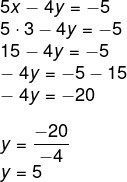 5x − 4y = −5
5 · 3 − 4y = −5
15 − 4y = −5
− 4y = −5 − 15
− 4y = −20
y = −20/−4
y = 5